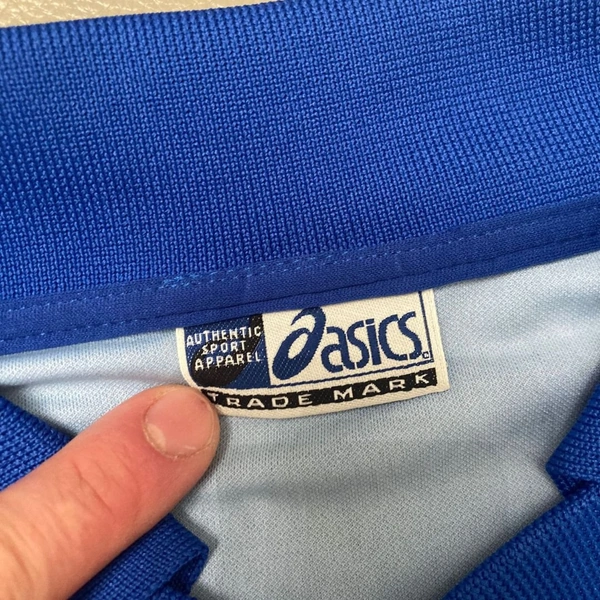 AUTHENTIC
SPORT
APPAREL
asics
TRADE MARK